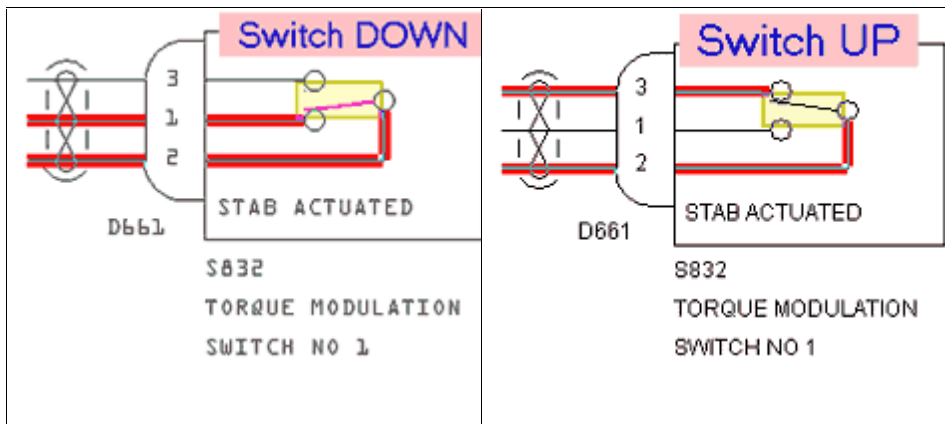 Switch DOWN
3
1
2
STAB ACTUATED
D661
S832
TORQUE MODULATION
SWITCH NO 1
Switch UP
3
1
2
STAB ACTUATED
D661
S832
TORQUE MODULATION
SWITCH NO 1